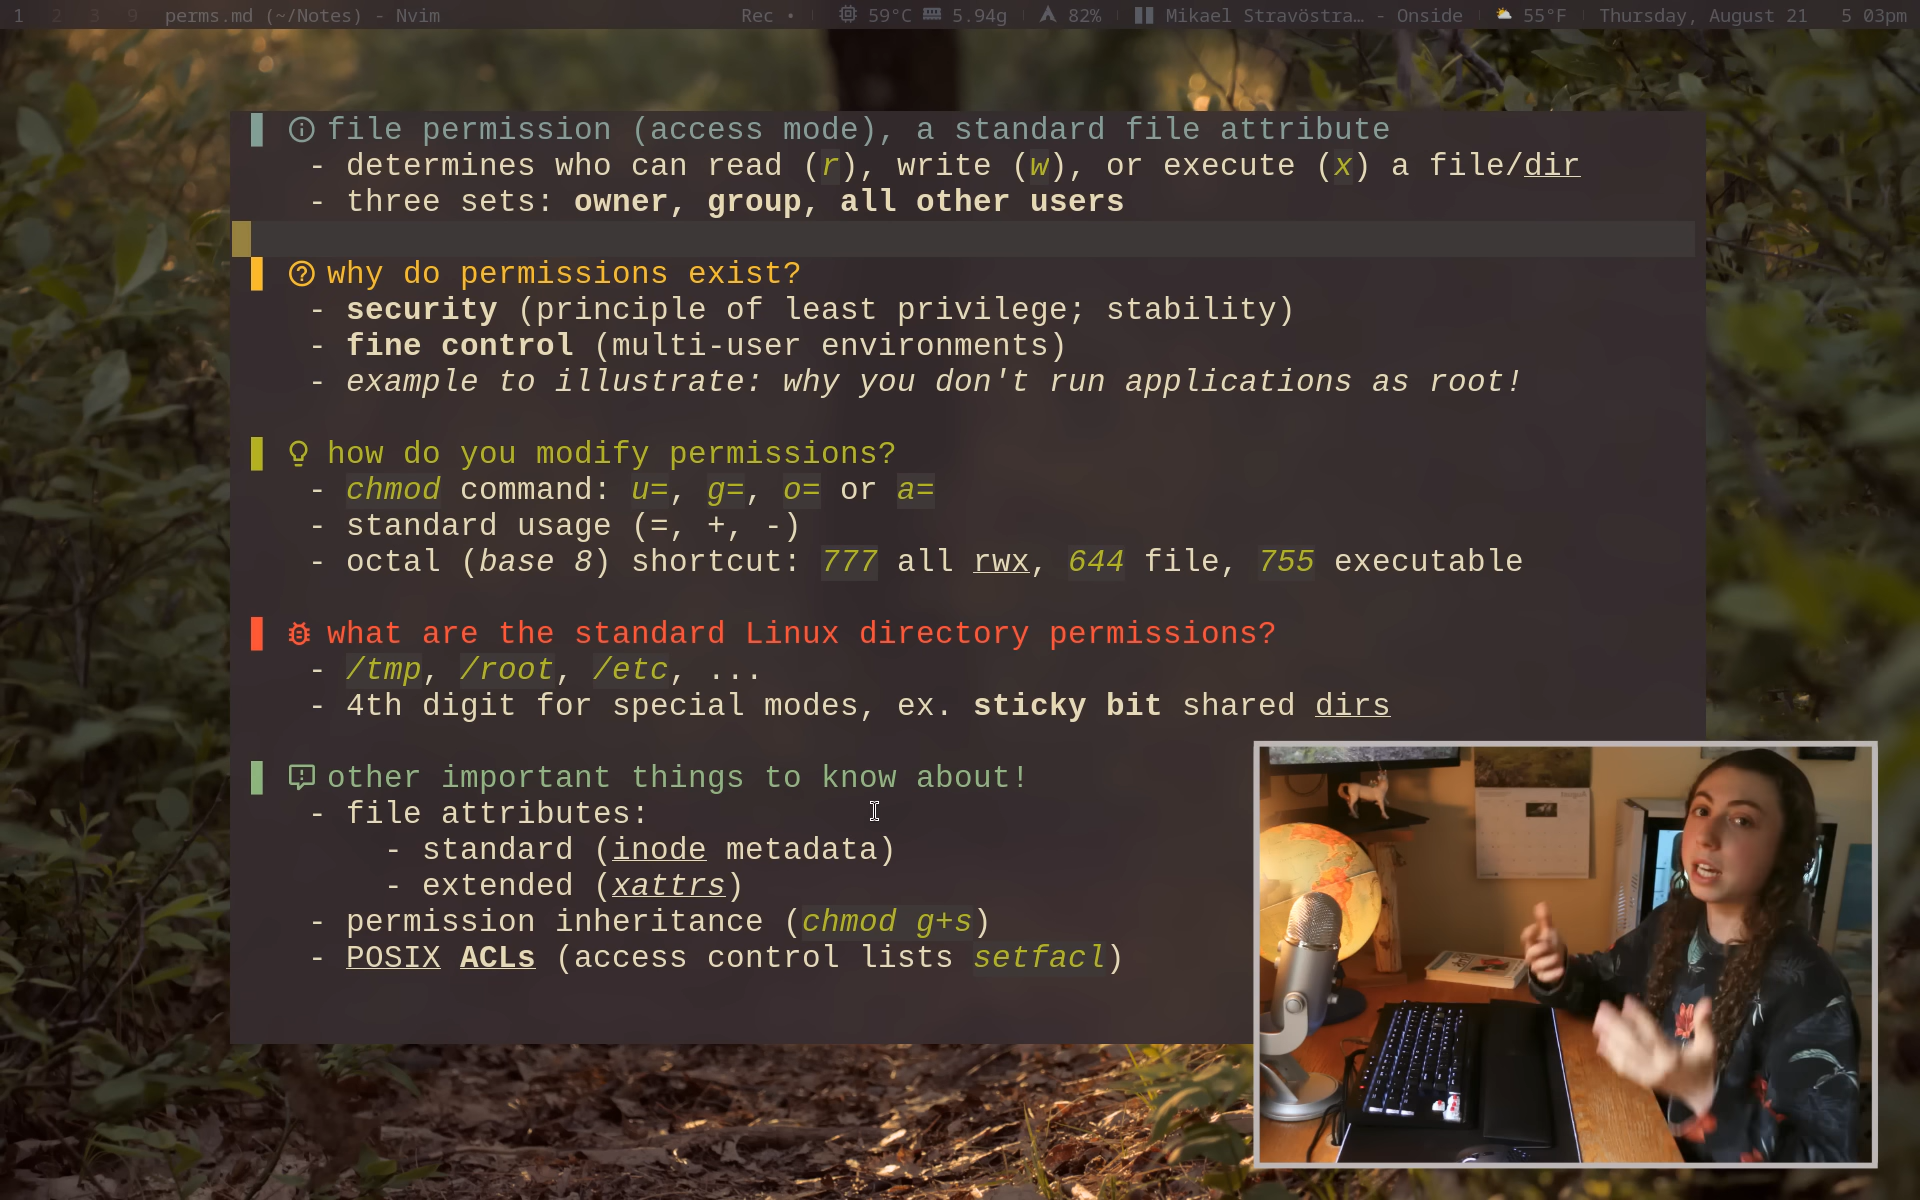 1 2 3 9 perms.md (~/Notes) - Nvim Rec • 59°C 5.94g 82% Mikael Stravöstra… - Onside 55°F Thursday, August 21 5 03pm
file permission (access mode), a standard file attribute
- determines who can read (r), write (w), or execute (x) a file/dir
- three sets: owner, group, all other users
why do permissions exist?
- security (principle of least privilege; stability)
- fine control (multi-user environments)
- example to illustrate: why you don't run applications as root!
how do you modify permissions?
- chmod command: u=, g=, o= or a=
- standard usage (=, +, -)
- octal (base 8) shortcut: 777 all rwx, 644 file, 755 executable
what are the standard Linux directory permissions?
- /tmp, /root, /etc, ...
- 4th digit for special modes, ex. sticky bit shared dirs
other important things to know about!
- file attributes:
- standard (inode metadata)
- extended (xattrs)
- permission inheritance (chmod g+s)
- POSIX ACLs (access control lists setfacl)